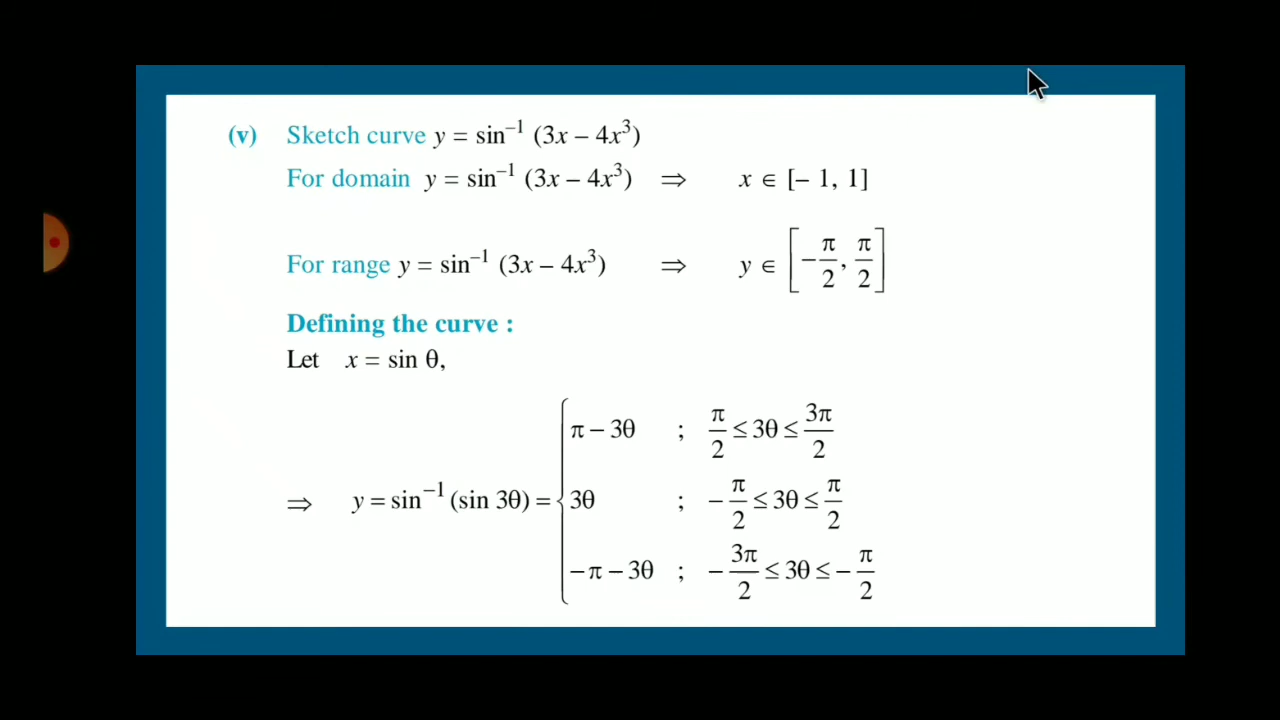 (v) Sketch curve y = sin⁻¹ (3x – 4x³)
For domain y = sin⁻¹ (3x – 4x³) ⇒ x ∈ [– 1, 1]
For range y = sin⁻¹ (3x – 4x³) ⇒ y ∈ [–π/2, π/2]
Defining the curve :
Let x = sin θ,
π – 3θ ; π/2 ≤ 3θ ≤ 3π/2
⇒ y = sin⁻¹ (sin 3θ) = { 3θ ; –π/2 ≤ 3θ ≤ π/2
–π – 3θ ; –3π/2 ≤ 3θ ≤ –π/2